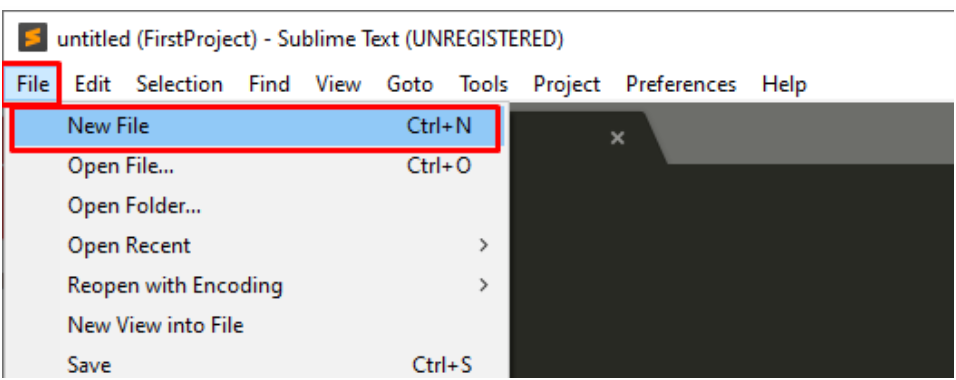 untitled (FirstProject) - Sublime Text (UNREGISTERED)
File Edit Selection Find View Goto Tools Project Preferences Help
New File Ctrl+N
Open File... Ctrl+O
Open Folder...
Open Recent
Reopen with Encoding
New View into File
Save Ctrl+S